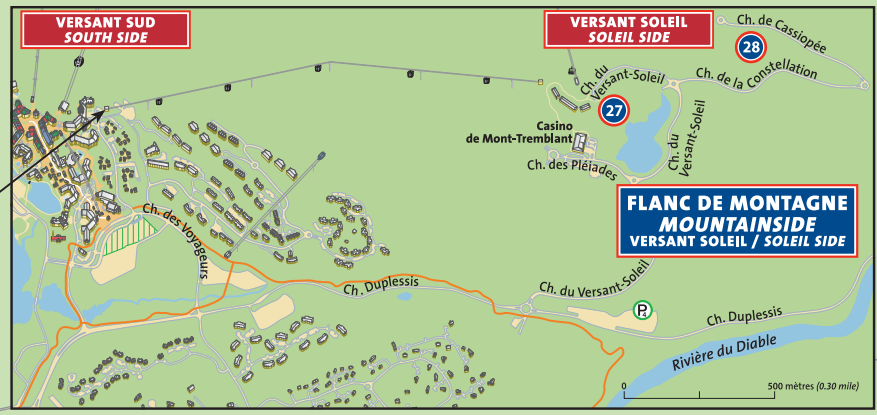 VERSANT SUD
SOUTH SIDE
VERSANT SOLEIL
SOLEIL SIDE
Ch. de Cassiopée
28
Ch. du
Versant-Soleil
Ch. de la Constellation
27
Casino
de Mont-Tremblant
Ch. du
Versant-Soleil
Ch. des Pléiades
FLANC DE MONTAGNE
MOUNTAINSIDE
VERSANT SOLEIL / SOLEIL SIDE
Ch. des Voyageurs
Ch. Duplessis
Ch. du Versant-Soleil
P4
Ch. Duplessis
Rivière du Diable
0
500 mètres (0.30 mile)